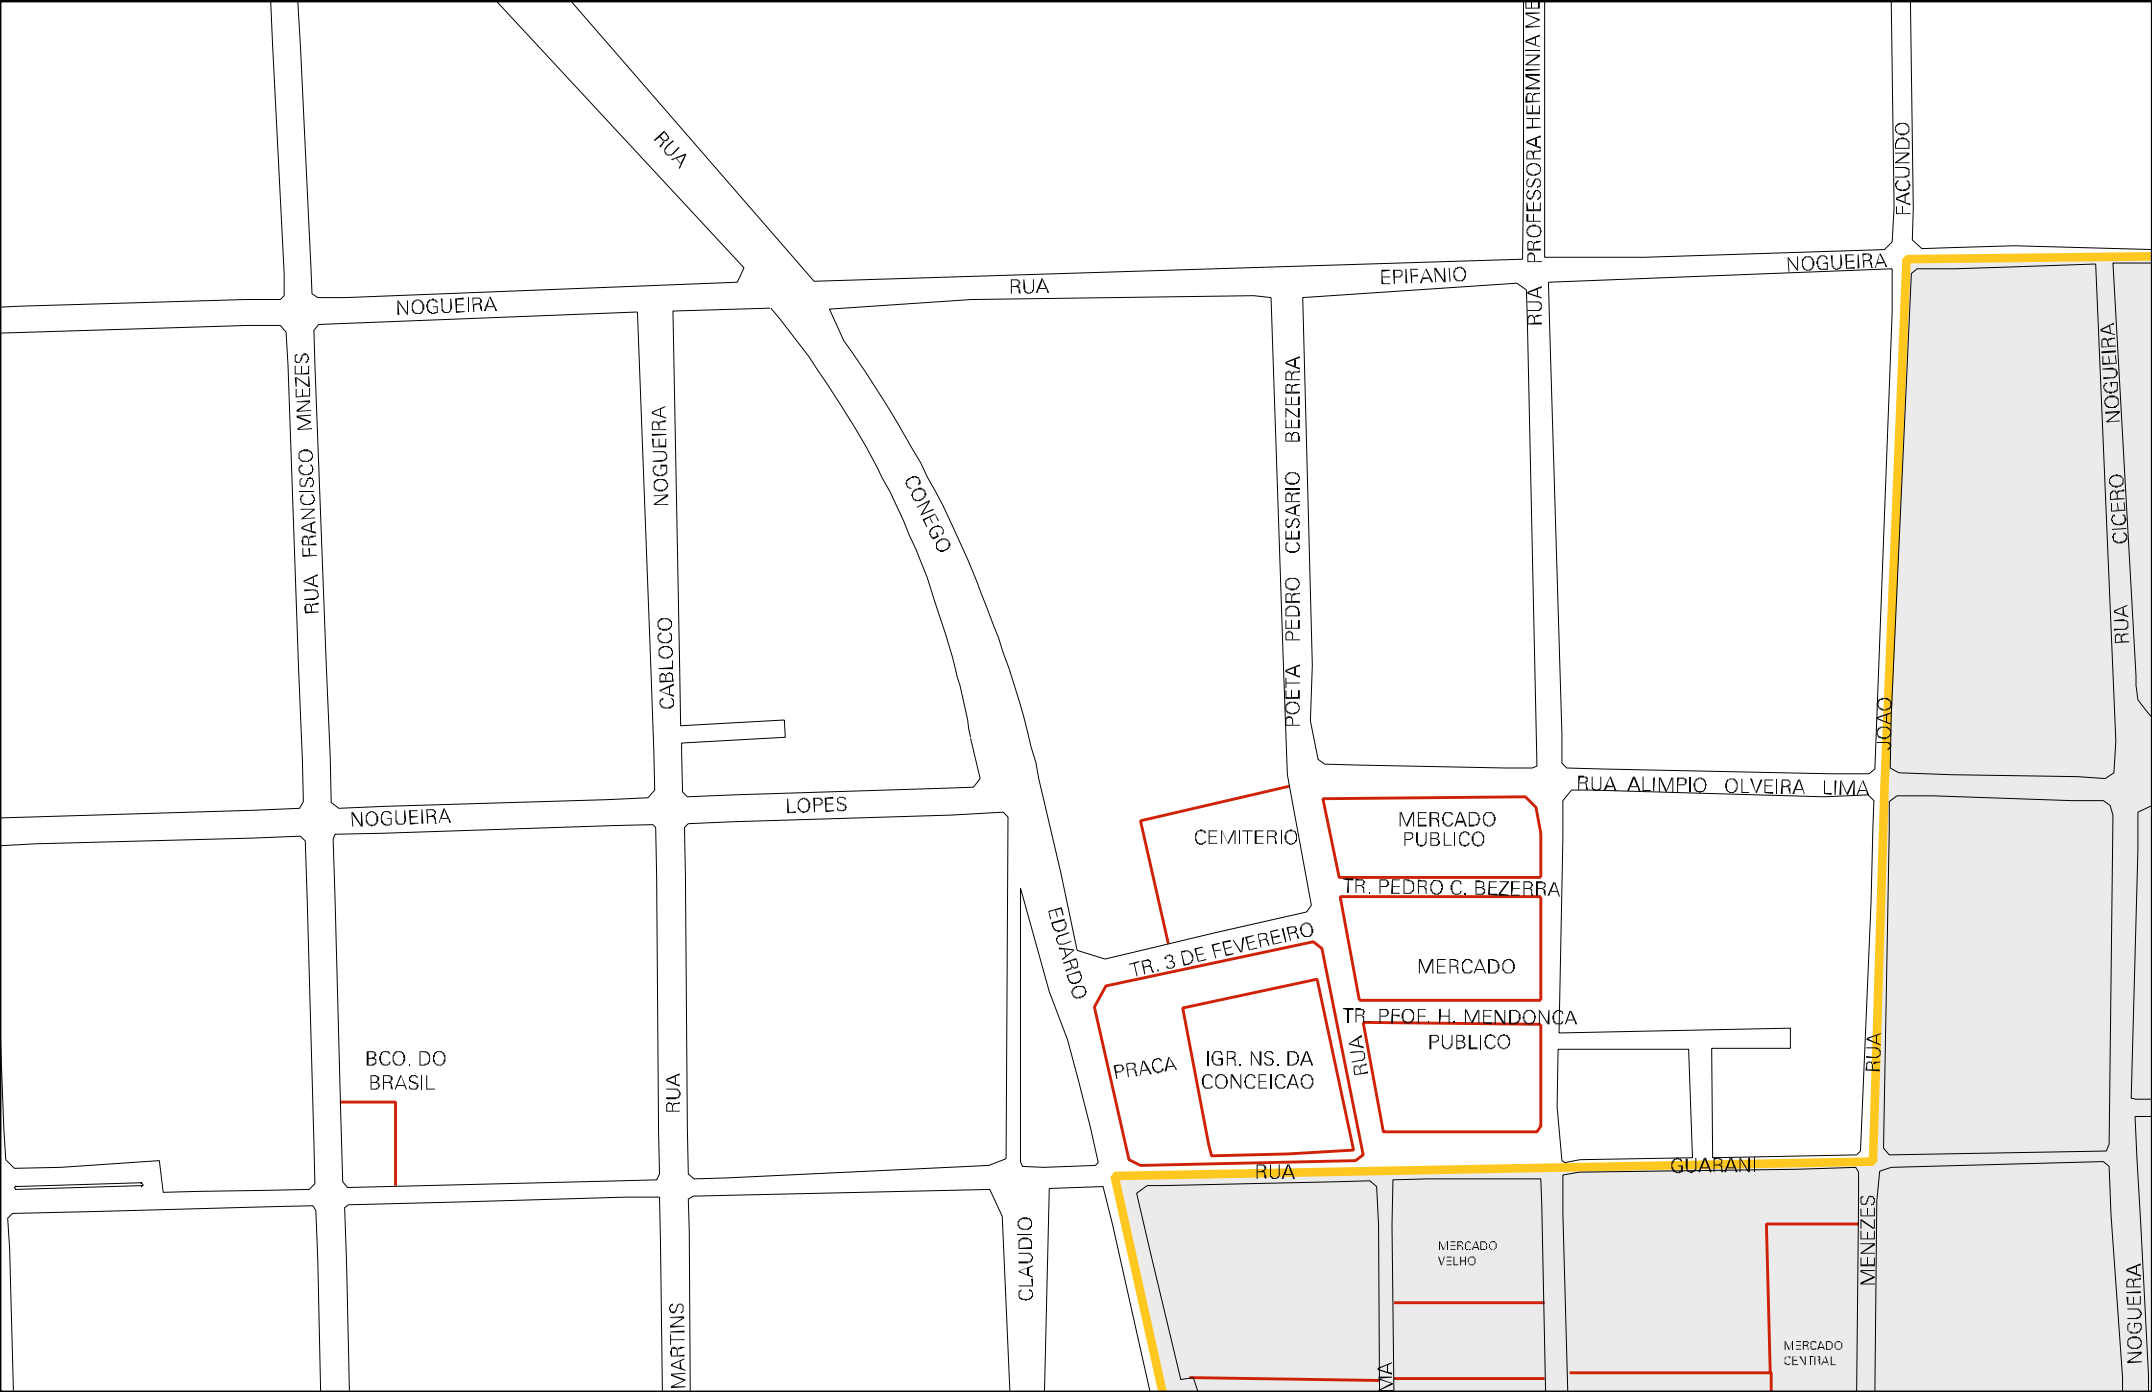 RUA
PROFESSORA HERMINIA ME
FACUNDO
NOGUEIRA
RUA
EPIFANIO
NOGUEIRA
RUA
RUA FRANCISCO MNEZES
CABLOCO NOGUEIRA
CONEGO
POETA PEDRO CESARIO BEZERRA
RUA CICERO NOGUEIRA
JOAO
RUA ALIMPIO OLVEIRA LIMA
NOGUEIRA
LOPES
CEMITERIO
MERCADO
PUBLICO
TR. PEDRO C. BEZERRA
EDUARDO
TR. 3 DE FEVEREIRO
MERCADO
TR. PFOF. H. MENDONCA
PUBLICO
BCO. DO
BRASIL
RUA
PRACA
IGR. NS. DA
CONCEICAO
RUA
RUA
RUA
GUARANI
CLAUDIO
MERCADO
VELHO
MENEZES
NOGUEIRA
MARTINS
MERCADO
CENTRAL
MA